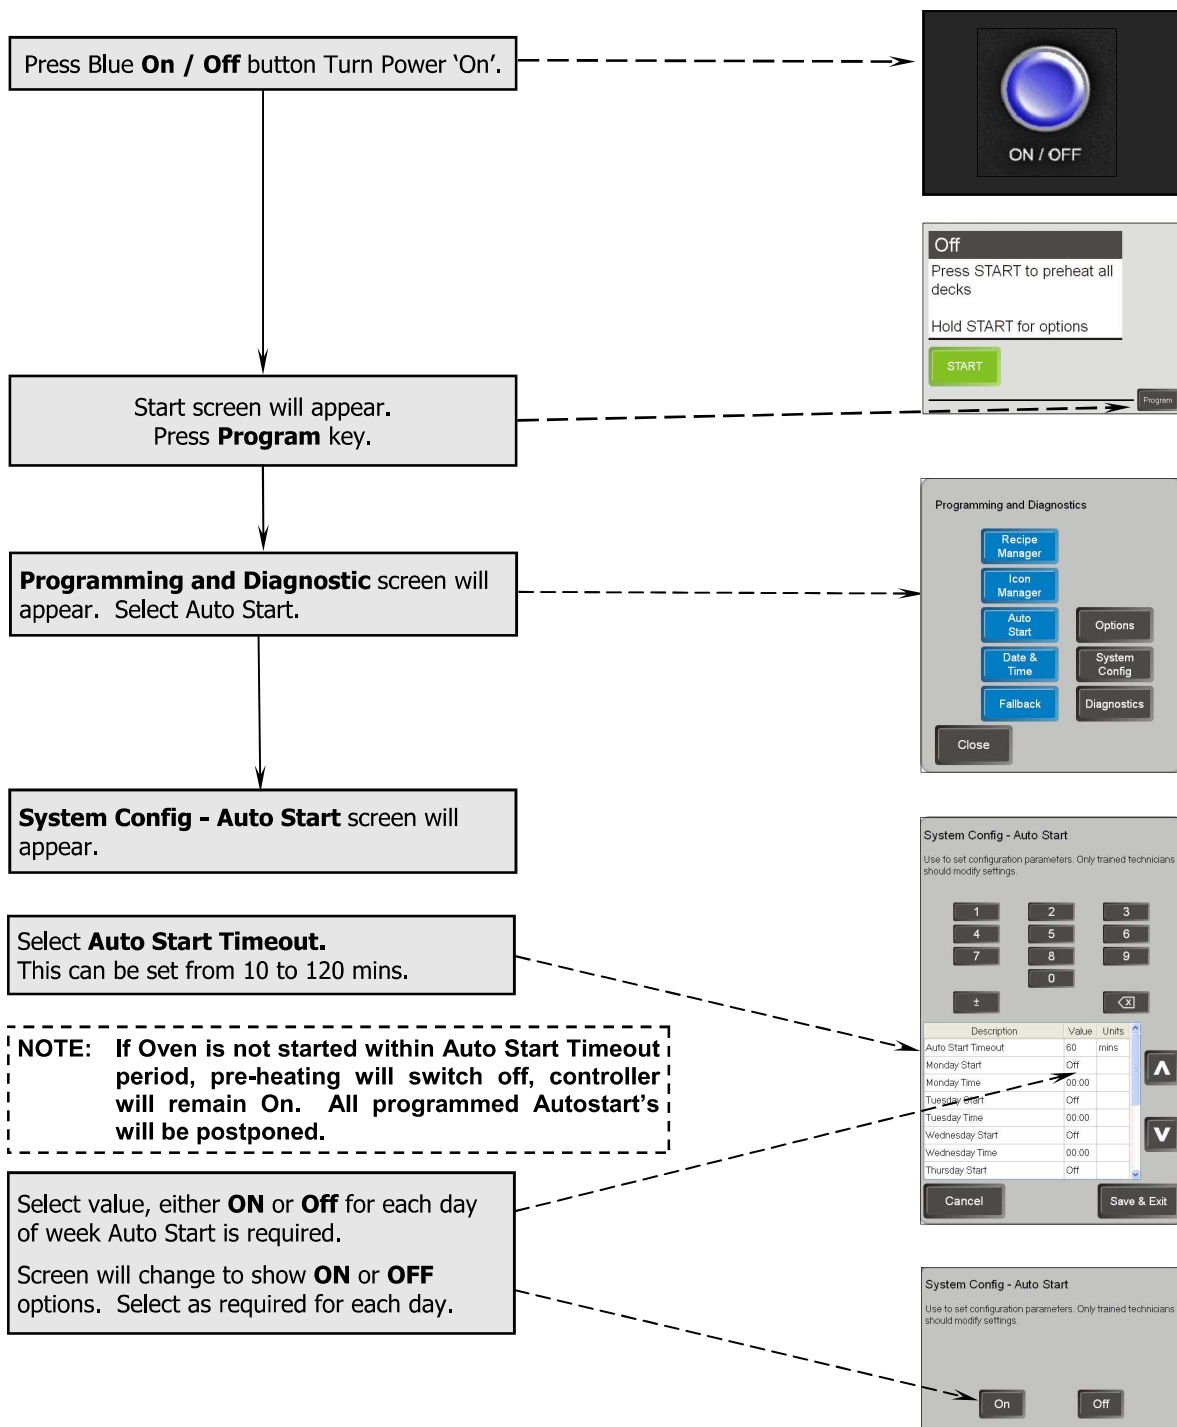 Press Blue On / Off button Turn Power ‘On’.
ON / OFF
Off
Press START to preheat all
decks
Hold START for options
START
Program
Start screen will appear.
Press Program key.
Programming and Diagnostics
Recipe
Manager
Icon
Manager
Auto
Start
Options
Date &
Time
System
Config
Fallback
Diagnostics
Close
Programming and Diagnostic screen will
appear. Select Auto Start.
System Config - Auto Start screen will
appear.
System Config - Auto Start
Use to set configuration parameters. Only trained technicians
should modify settings.
1 2 3
4 5 6
7 8 9
0
±
Description Value Units
Auto Start Timeout 60 mins
Monday Start Off
Monday Time 00:00
Tuesday Start Off
Tuesday Time 00:00
Wednesday Start Off
Wednesday Time 00:00
Thursday Start Off
Cancel Save & Exit
Select Auto Start Timeout.
This can be set from 10 to 120 mins.
NOTE: If Oven is not started within Auto Start Timeout
period, pre-heating will switch off, controller
will remain On. All programmed Autostart's
will be postponed.
Select value, either ON or Off for each day
of week Auto Start is required.
Screen will change to show ON or OFF
options. Select as required for each day.
System Config - Auto Start
Use to set configuration parameters. Only trained technicians
should modify settings.
On Off